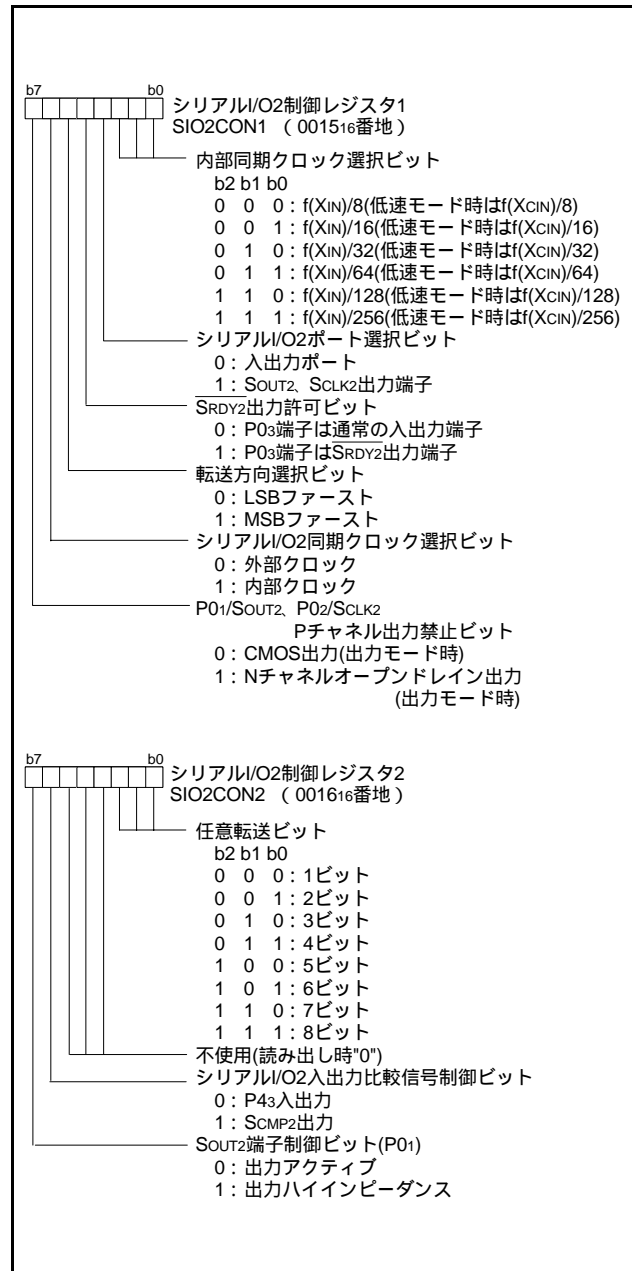 b7 b0
シリアルI/O2制御レジスタ1
SIO2CON1 （001516番地）
内部同期クロック選択ビット
b2 b1 b0
0 0 0：f(XIN)/8(低速モード時はf(XCIN)/8)
0 0 1：f(XIN)/16(低速モード時はf(XCIN)/16)
0 1 0：f(XIN)/32(低速モード時はf(XCIN)/32)
0 1 1：f(XIN)/64(低速モード時はf(XCIN)/64)
1 1 0：f(XIN)/128(低速モード時はf(XCIN)/128)
1 1 1：f(XIN)/256(低速モード時はf(XCIN)/256)
シリアルI/O2ポート選択ビット
0：入出力ポート
1：SOUT2、SCLK2出力端子
SRDY2出力許可ビット
0：P03端子は通常の入出力端子
1：P03端子はSRDY2出力端子
転送方向選択ビット
0：LSBファースト
1：MSBファースト
シリアルI/O2同期クロック選択ビット
0：外部クロック
1：内部クロック
P01/SOUT2、P02/SCLK2
Pチャネル出力禁止ビット
0：CMOS出力(出力モード時)
1：Nチャネルオープンドレイン出力
(出力モード時)
b7 b0
シリアルI/O2制御レジスタ2
SIO2CON2 （001616番地）
任意転送ビット
b2 b1 b0
0 0 0：1ビット
0 0 1：2ビット
0 1 0：3ビット
0 1 1：4ビット
1 0 0：5ビット
1 0 1：6ビット
1 1 0：7ビット
1 1 1：8ビット
不使用(読み出し時"0")
シリアルI/O2入出力比較信号制御ビット
0：P43入出力
1：SCMP2出力
SOUT2端子制御ビット(P01)
0：出力アクティブ
1：出力ハイインピーダンス